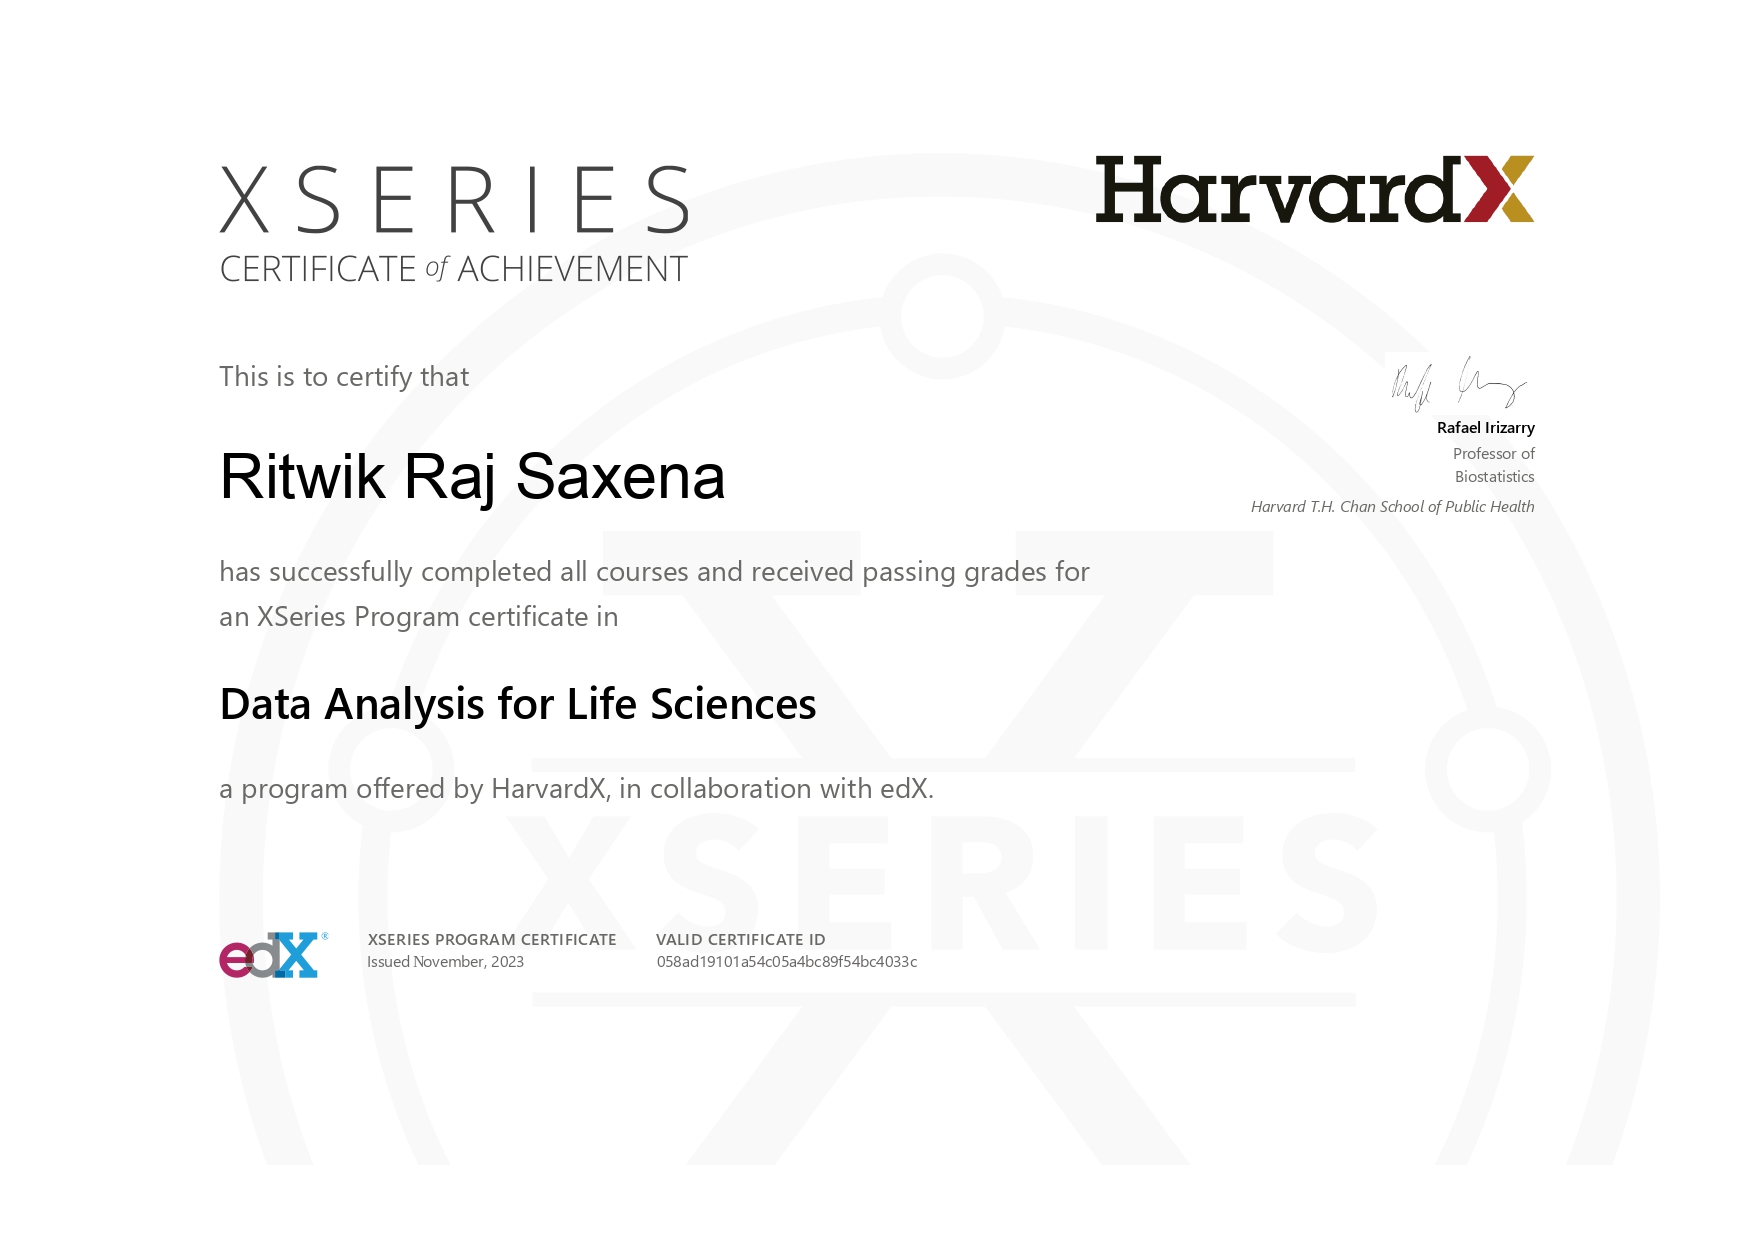 XSERIES
CERTIFICATE of ACHIEVEMENT
HarvardX
This is to certify that
Ritwik Raj Saxena
has successfully completed all courses and received passing grades for
an XSeries Program certificate in
Data Analysis for Life Sciences
a program offered by HarvardX, in collaboration with edX.
Rafael Irizarry
Professor of
Biostatistics
Harvard T.H. Chan School of Public Health
XSERIES
edX®
XSERIES PROGRAM CERTIFICATE
Issued November, 2023
VALID CERTIFICATE ID
058ad19101a54c05a4bc89f54bc4033c